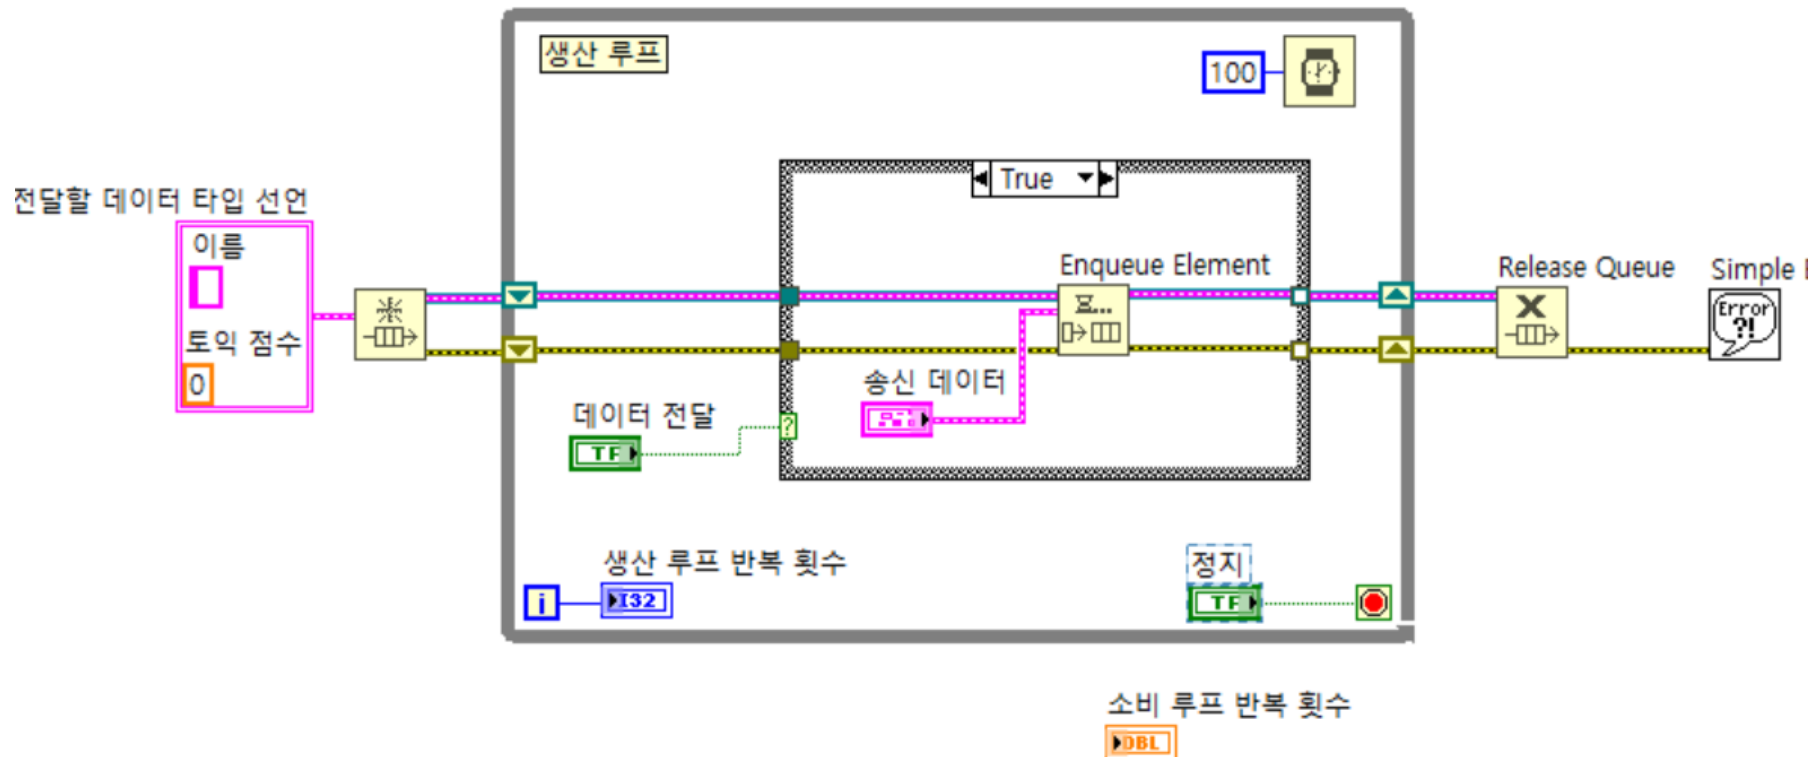 생산 루프
100
True
전달할 데이터 타입 선언
이름
토익 점수
0
Enqueue Element
Release Queue
Simple
Error
?!
송신 데이터
데이터 전달
TF
?
생산 루프 반복 횟수
i
I32
정지
TF
소비 루프 반복 횟수
DBL